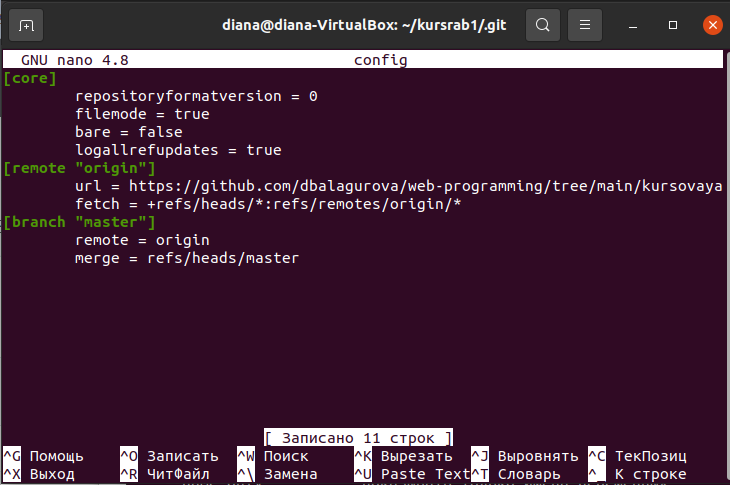 diana@diana-VirtualBox: ~/kursrab1/.git
GNU nano 4.8 config
[core]
repositoryformatversion = 0
filemode = true
bare = false
logallrefupdates = true
[remote "origin"]
url = https://github.com/dbalagurova/web-programming/tree/main/kursovaya
fetch = +refs/heads/*:refs/remotes/origin/*
[branch "master"]
remote = origin
merge = refs/heads/master
[ Записано 11 строк ]
^G Помощь ^O Записать ^W Поиск ^K Вырезать ^J Выровнять ^C ТекПозиц
^X Выход ^R ЧитФайл ^\ Замена ^U Paste Text ^T Словарь ^_ К строке